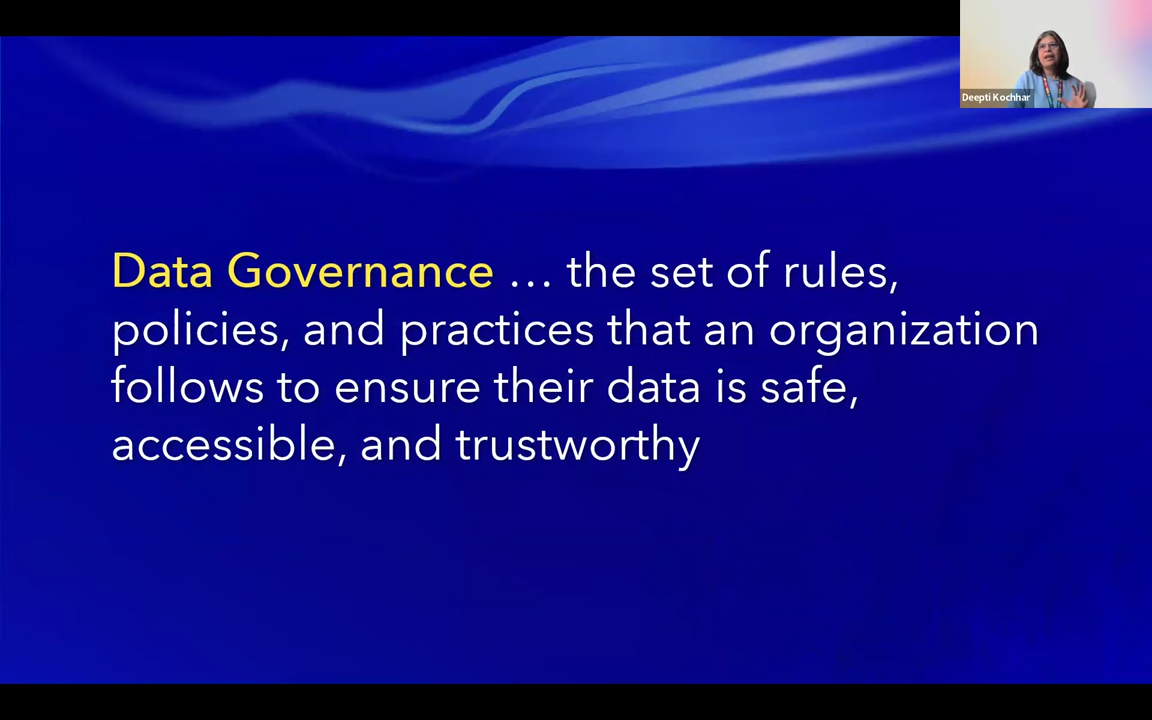 Deepti Kochhar
Data Governance … the set of rules,
policies, and practices that an organization
follows to ensure their data is safe,
accessible, and trustworthy